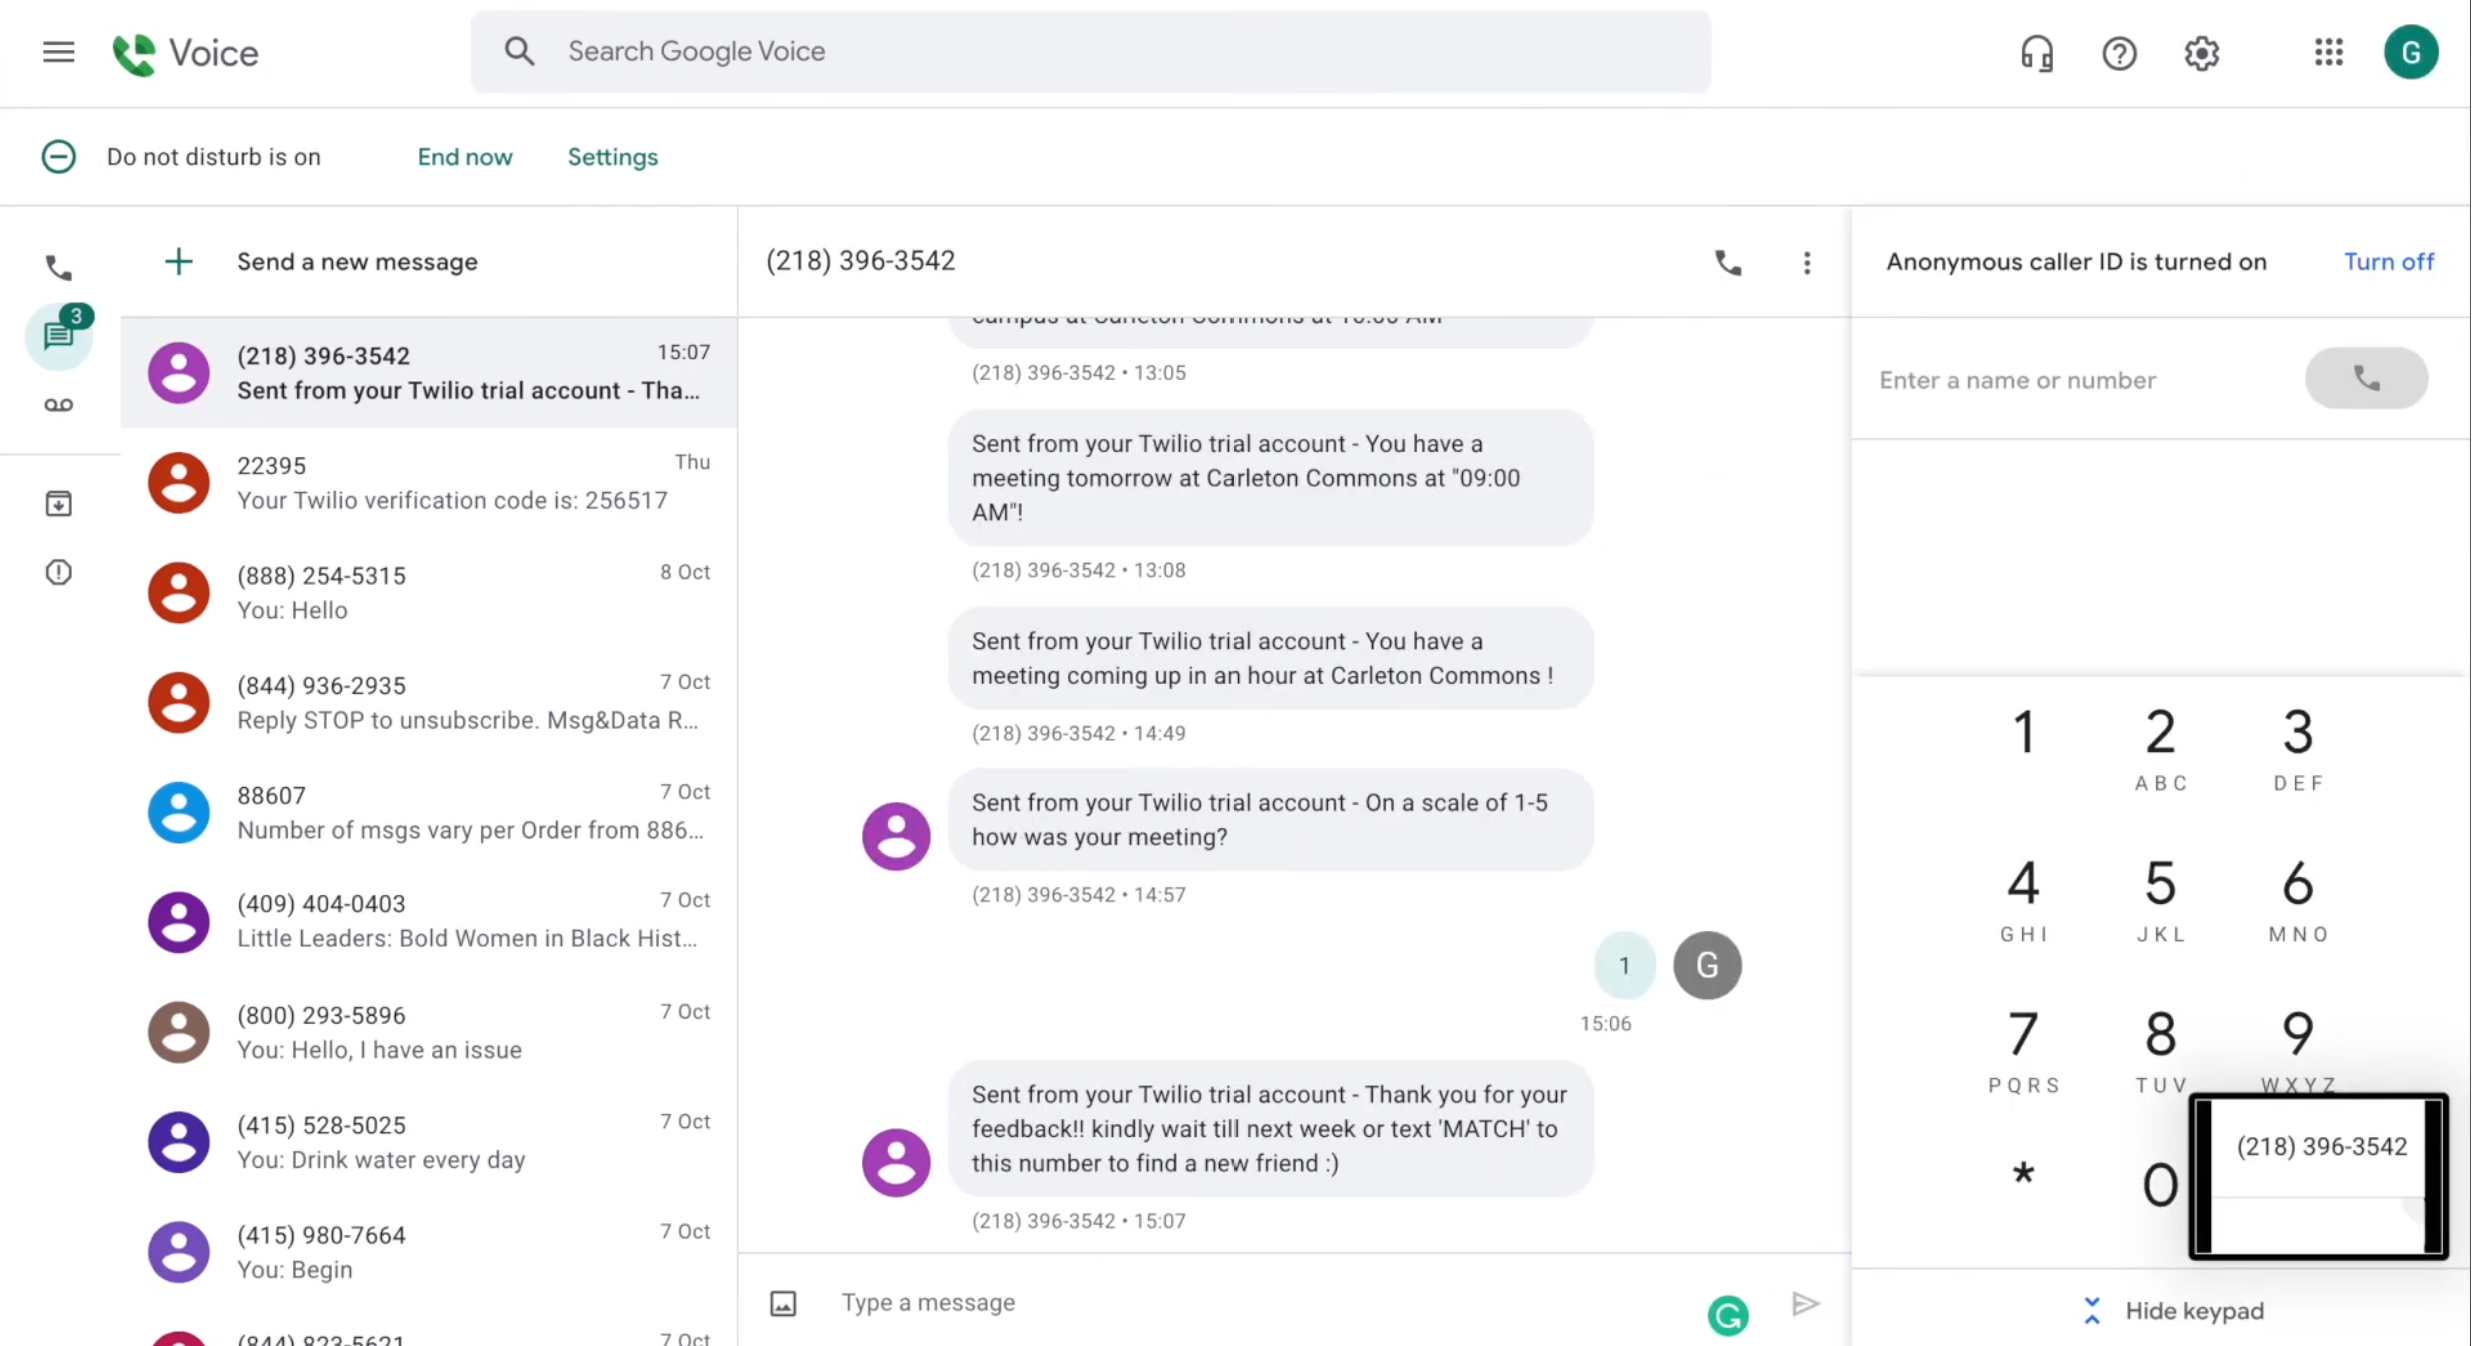 Voice
Search Google Voice
G
Do not disturb is on
End now
Settings
3
Send a new message
(218) 396-3542
15:07
Sent from your Twilio trial account - Tha...
22395
Thu
Your Twilio verification code is: 256517
(888) 254-5315
8 Oct
You: Hello
(844) 936-2935
7 Oct
Reply STOP to unsubscribe. Msg&Data R...
88607
7 Oct
Number of msgs vary per Order from 886...
(409) 404-0403
7 Oct
Little Leaders: Bold Women in Black Hist...
(800) 293-5896
7 Oct
You: Hello, I have an issue
(415) 528-5025
7 Oct
You: Drink water every day
(415) 980-7664
7 Oct
You: Begin
(844) 823-5621
7 Oct
(218) 396-3542
campus at Carleton Commons at 10:00 AM
(218) 396-3542 • 13:05
Sent from your Twilio trial account - You have a
meeting tomorrow at Carleton Commons at "09:00
AM"!
(218) 396-3542 • 13:08
Sent from your Twilio trial account - You have a
meeting coming up in an hour at Carleton Commons !
(218) 396-3542 • 14:49
Sent from your Twilio trial account - On a scale of 1-5
how was your meeting?
(218) 396-3542 • 14:57
1
G
15:06
Sent from your Twilio trial account - Thank you for your
feedback!! kindly wait till next week or text 'MATCH' to
this number to find a new friend :)
(218) 396-3542 • 15:07
Type a message
Anonymous caller ID is turned on
Turn off
Enter a name or number
1 2 3
ABC DEF
4 5 6
GHI JKL MNO
7 8 9
PQRS TUV WXYZ
* 0
(218) 396-3542
Hide keypad